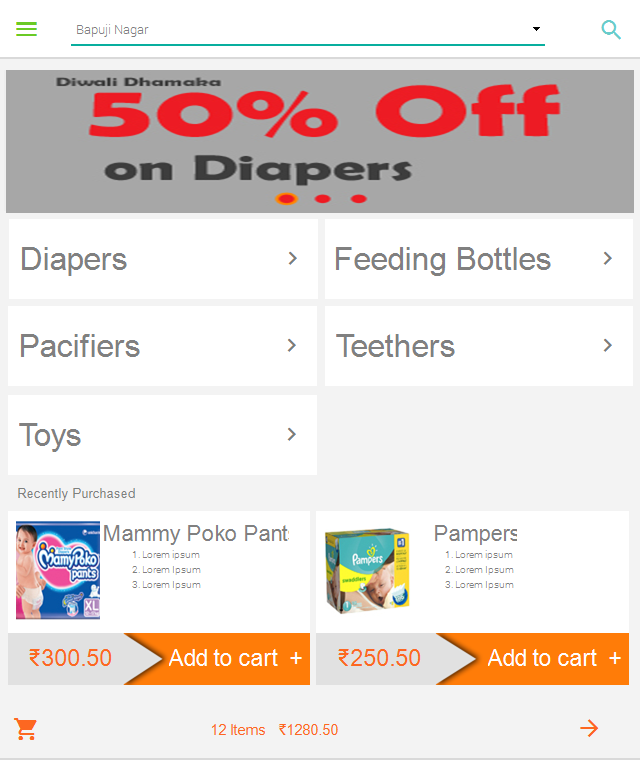 Bapuji Nagar
Diwali Dhamaka
50% Off
on Diapers
Diapers
Feeding Bottles
Pacifiers
Teethers
Toys
Recently Purchased
MamyPoko
pants
XL
Mammy Poko Pants
1. Lorem ipsum
2. Lorem Ipsum
3. Lorem Ipsum
Pampers
swaddlers
Pampers
1. Lorem ipsum
2. Lorem Ipsum
3. Lorem Ipsum
₹300.50
Add to cart +
₹250.50
Add to cart +
12 Items ₹1280.50